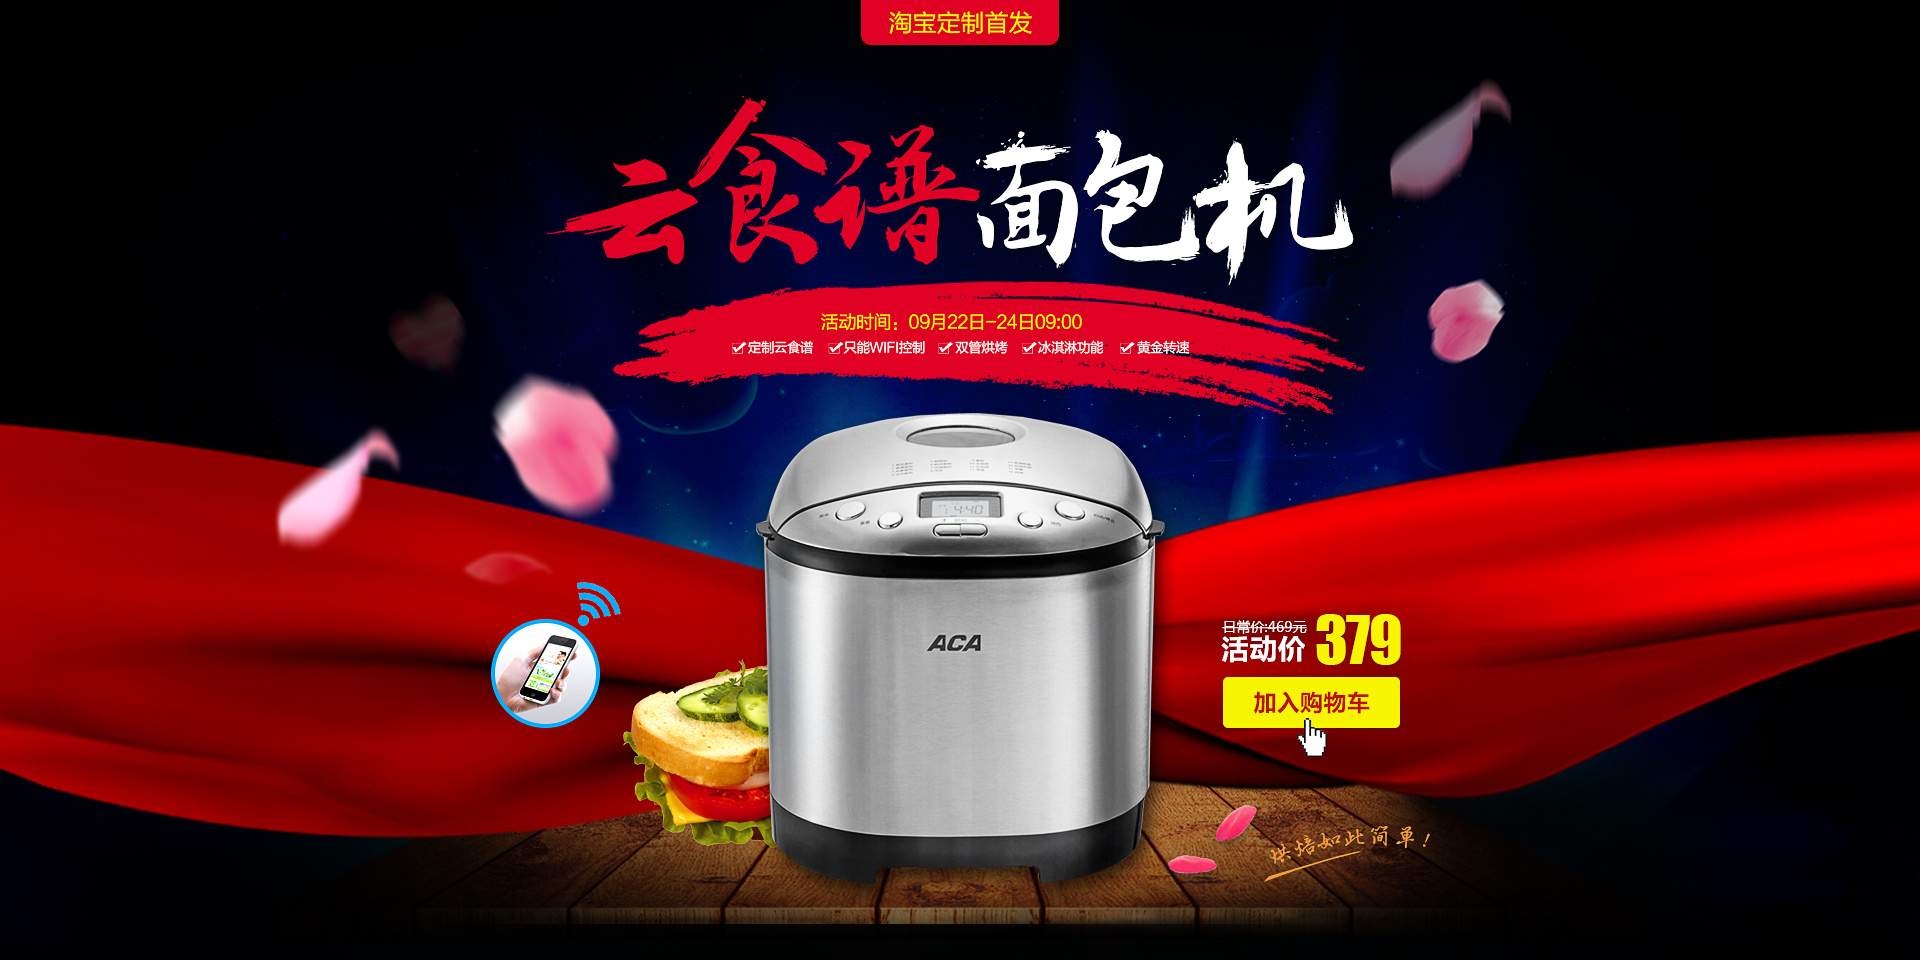 淘宝定制首发
云食谱面包机
活动时间：09月22日-24日09:00
定制云食谱 只能WIFI控制 双管烘烤 冰淇淋功能 黄金转速
4:40
ACA
日常价:469元
活动价 379
加入购物车
烘焙如此简单！